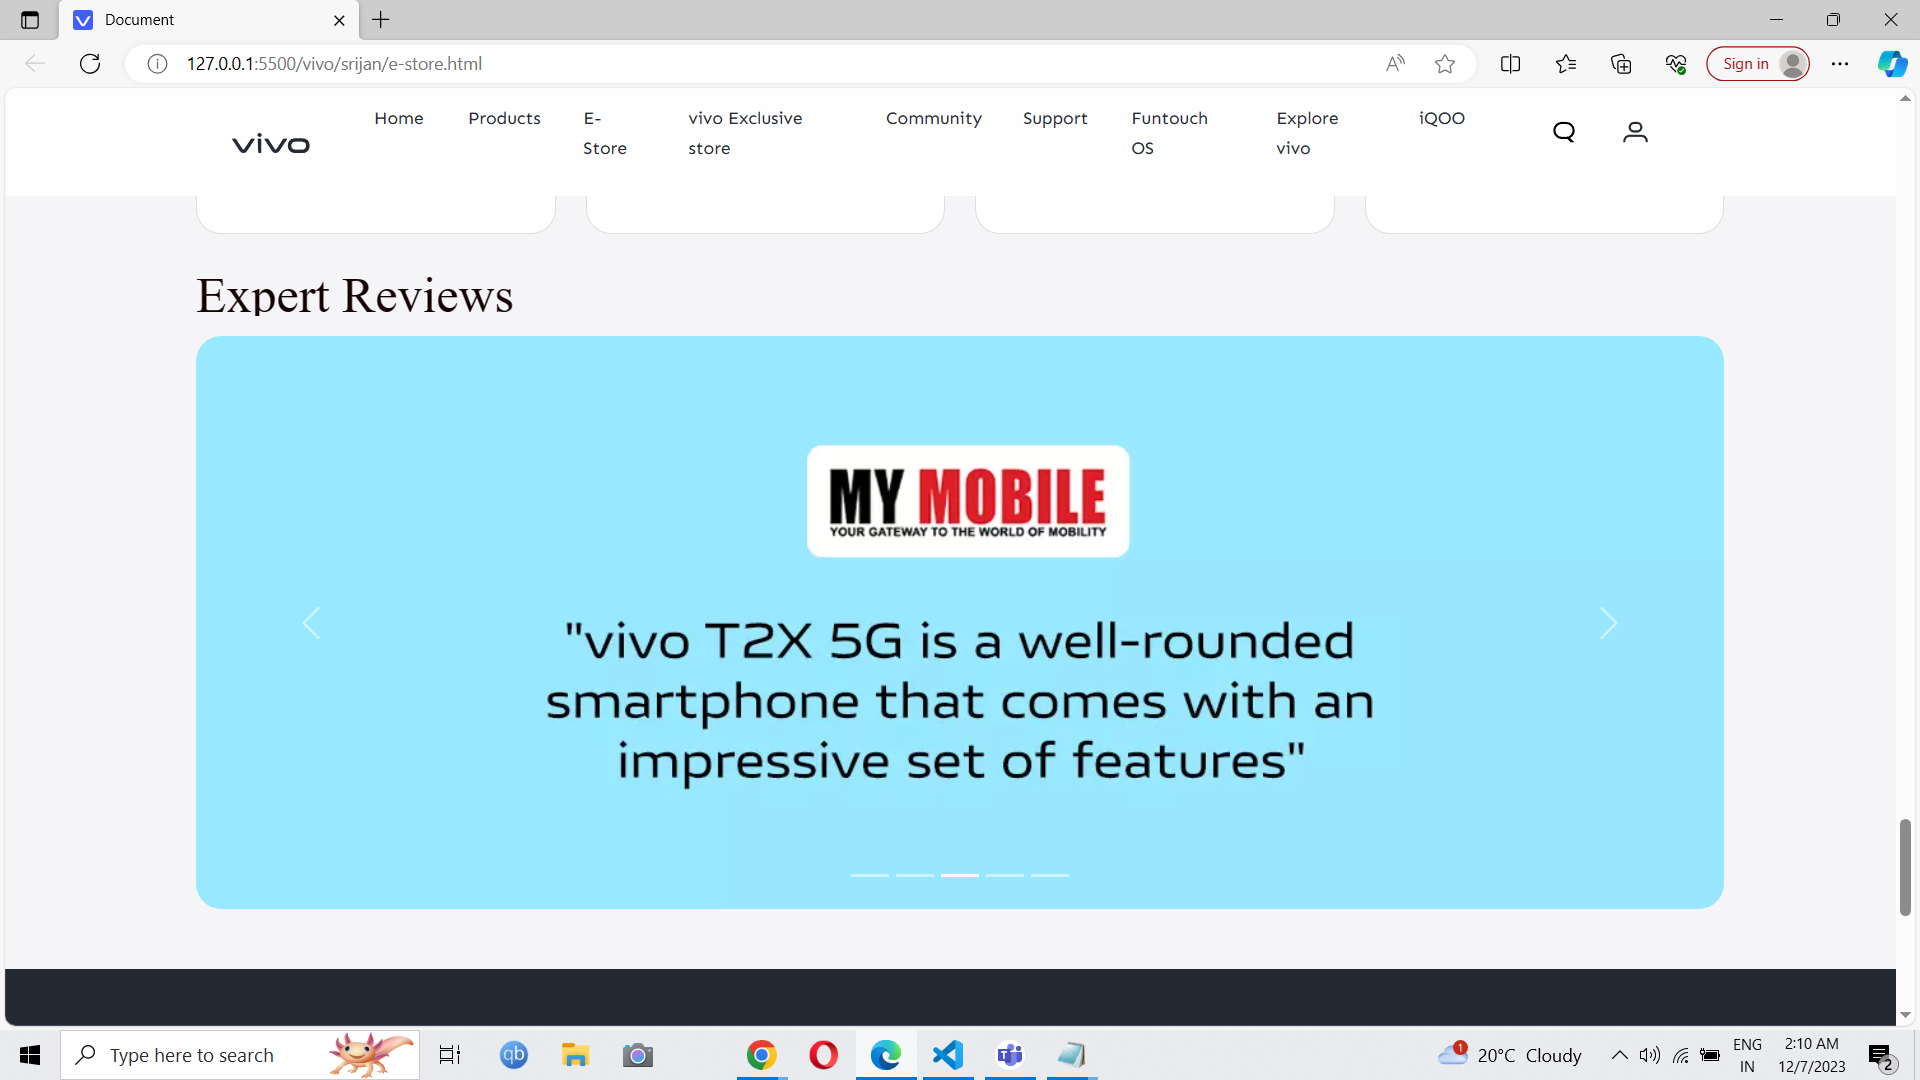 Document
127.0.0.1:5500/vivo/srijan/e-store.html
Sign in
vivo
Home
Products
E-
Store
vivo Exclusive
store
Community
Support
Funtouch
OS
Explore
vivo
iQOO
Expert Reviews
MY MOBILE
YOUR GATEWAY TO THE WORLD OF MOBILITY
"vivo T2X 5G is a well-rounded
smartphone that comes with an
impressive set of features"
Type here to search
qb
1
20°C Cloudy
ENG
IN
2:10 AM
12/7/2023
2